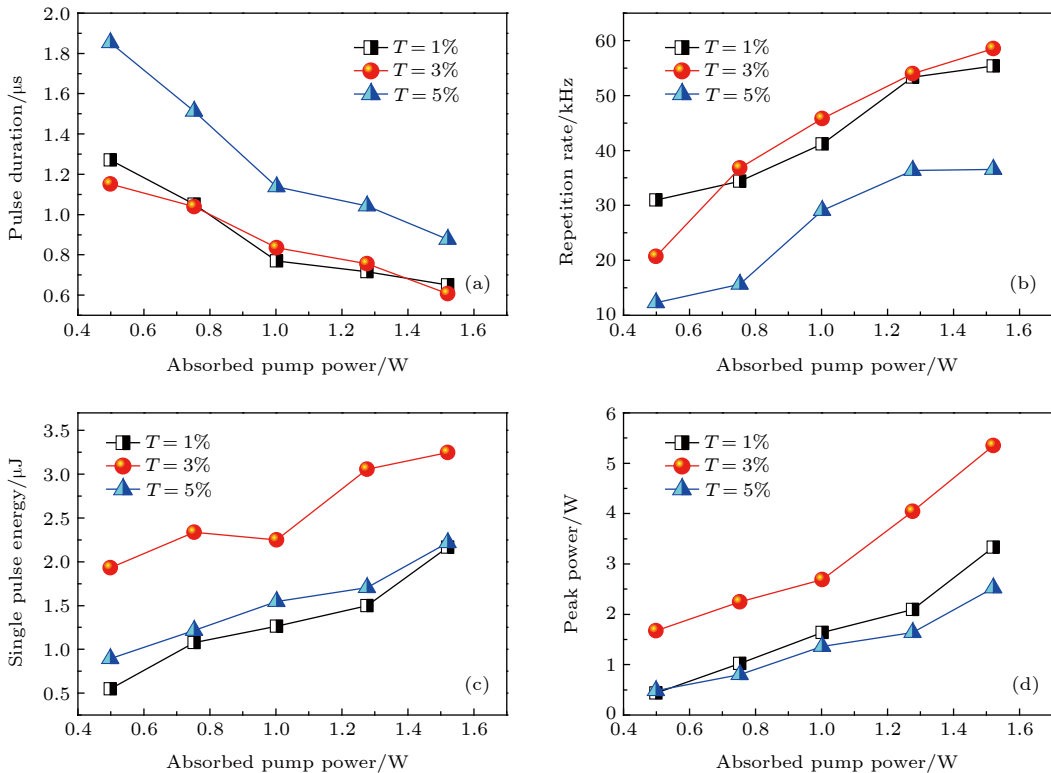 2.0
1.8
1.6
1.4
1.2
1.0
0.8
0.6
Pulse duration/μs
T = 1%
T = 3%
T = 5%
(a)
0.4 0.6 0.8 1.0 1.2 1.4 1.6
Absorbed pump power/W
60
50
40
30
20
10
Repetition rate/kHz
T = 1%
T = 3%
T = 5%
(b)
0.4 0.6 0.8 1.0 1.2 1.4 1.6
Absorbed pump power/W
3.5
3.0
2.5
2.0
1.5
1.0
0.5
Single pulse energy/μJ
T = 1%
T = 3%
T = 5%
(c)
0.4 0.6 0.8 1.0 1.2 1.4 1.6
Absorbed pump power/W
6
5
4
3
2
1
0
Peak power/W
T = 1%
T = 3%
T = 5%
(d)
0.4 0.6 0.8 1.0 1.2 1.4 1.6
Absorbed pump power/W